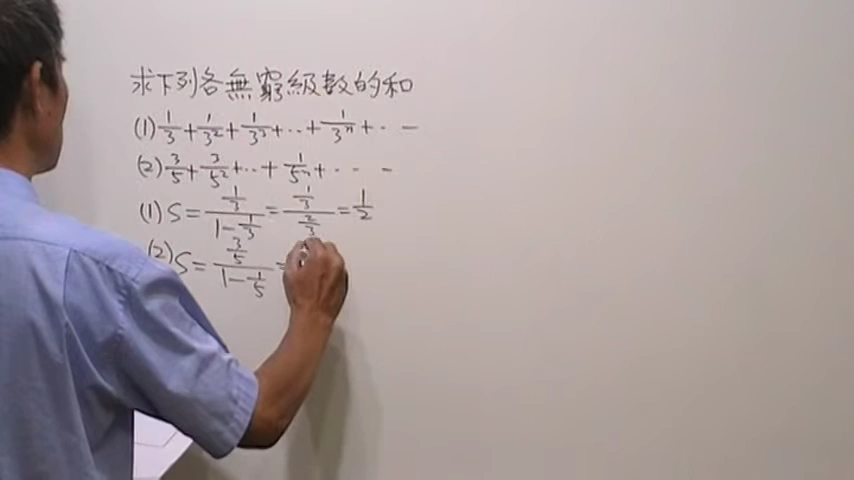 求下列各無窮級數的和
(1) 1/3 + 1/3² + 1/3³ + ‥ + 1/3ⁿ + ‥ —
(2) 3/5 + 3/5² + ‥ + 1/5ⁿ + ‥ -
(1) S = (1/3)/(1-1/3) = (1/3)/(2/3) = 1/2
(2) S = (3/5)/(1-1/5) =